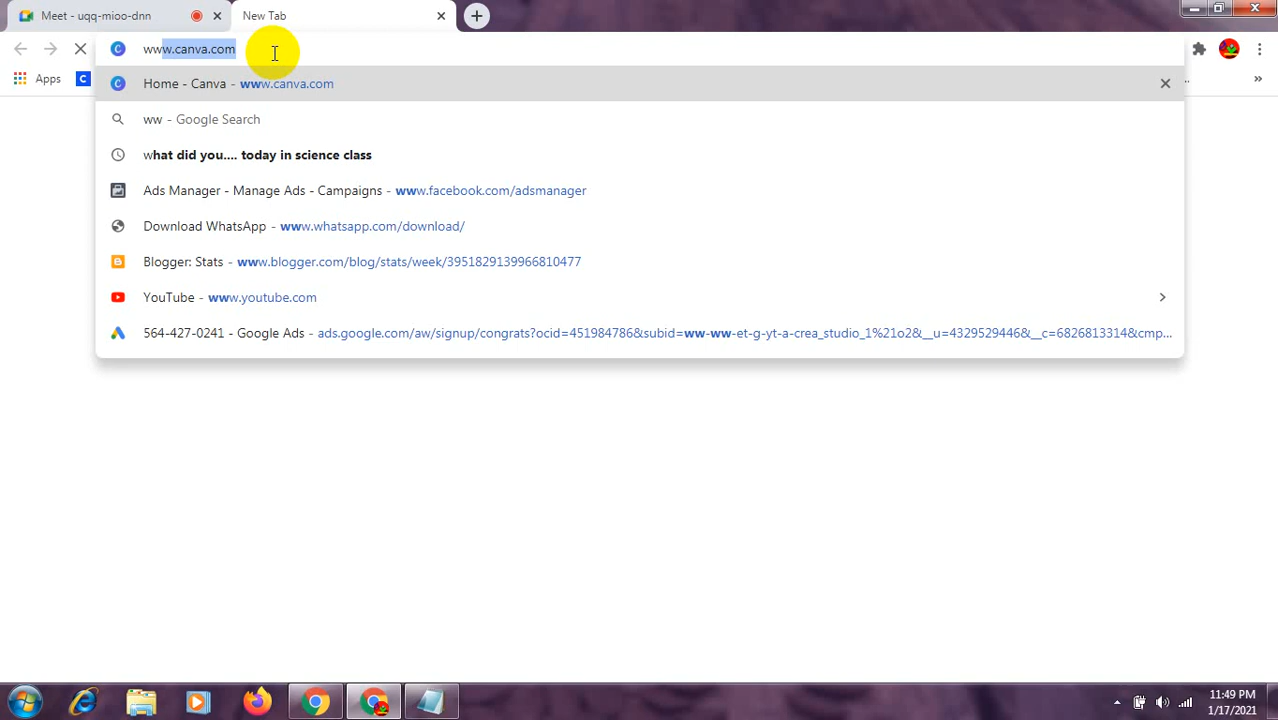 Meet - uqq-mioo-dnn
New Tab
www.canva.com
Apps
Home - Canva - www.canva.com
ww - Google Search
what did you.... today in science class
Ads Manager - Manage Ads - Campaigns - www.facebook.com/adsmanager
Download WhatsApp - www.whatsapp.com/download/
Blogger: Stats - www.blogger.com/blog/stats/week/3951829139966810477
YouTube - www.youtube.com
564-427-0241 - Google Ads - ads.google.com/aw/signup/congrats?ocid=451984786&subid=ww-ww-et-g-yt-a-crea_studio_1%21o2&__u=4329529446&__c=6826813314&cmp...
11:49 PM
1/17/2021